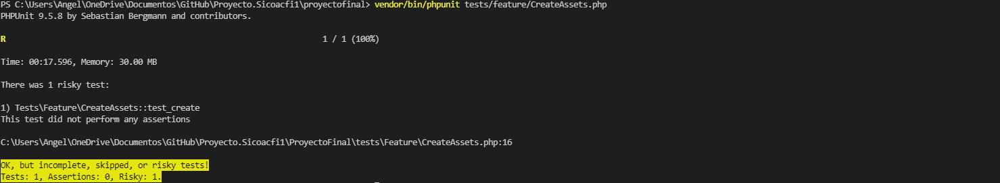 PS C:\Users\Angel\OneDrive\Documentos\GitHub\Proyecto.Sicoacfi1\proyectofinal> vendor/bin/phpunit tests/feature/CreateAssets.php
PHPUnit 9.5.8 by Sebastian Bergmann and contributors.
R 1 / 1 (100%)
Time: 00:17.596, Memory: 30.00 MB
There was 1 risky test:
1) Tests\Feature\CreateAssets::test_create
This test did not perform any assertions
C:\Users\Angel\OneDrive\Documentos\GitHub\Proyecto.Sicoacfi1\ProyectoFinal\tests\Feature\CreateAssets.php:16
OK, but incomplete, skipped, or risky tests!
Tests: 1, Assertions: 0, Risky: 1.